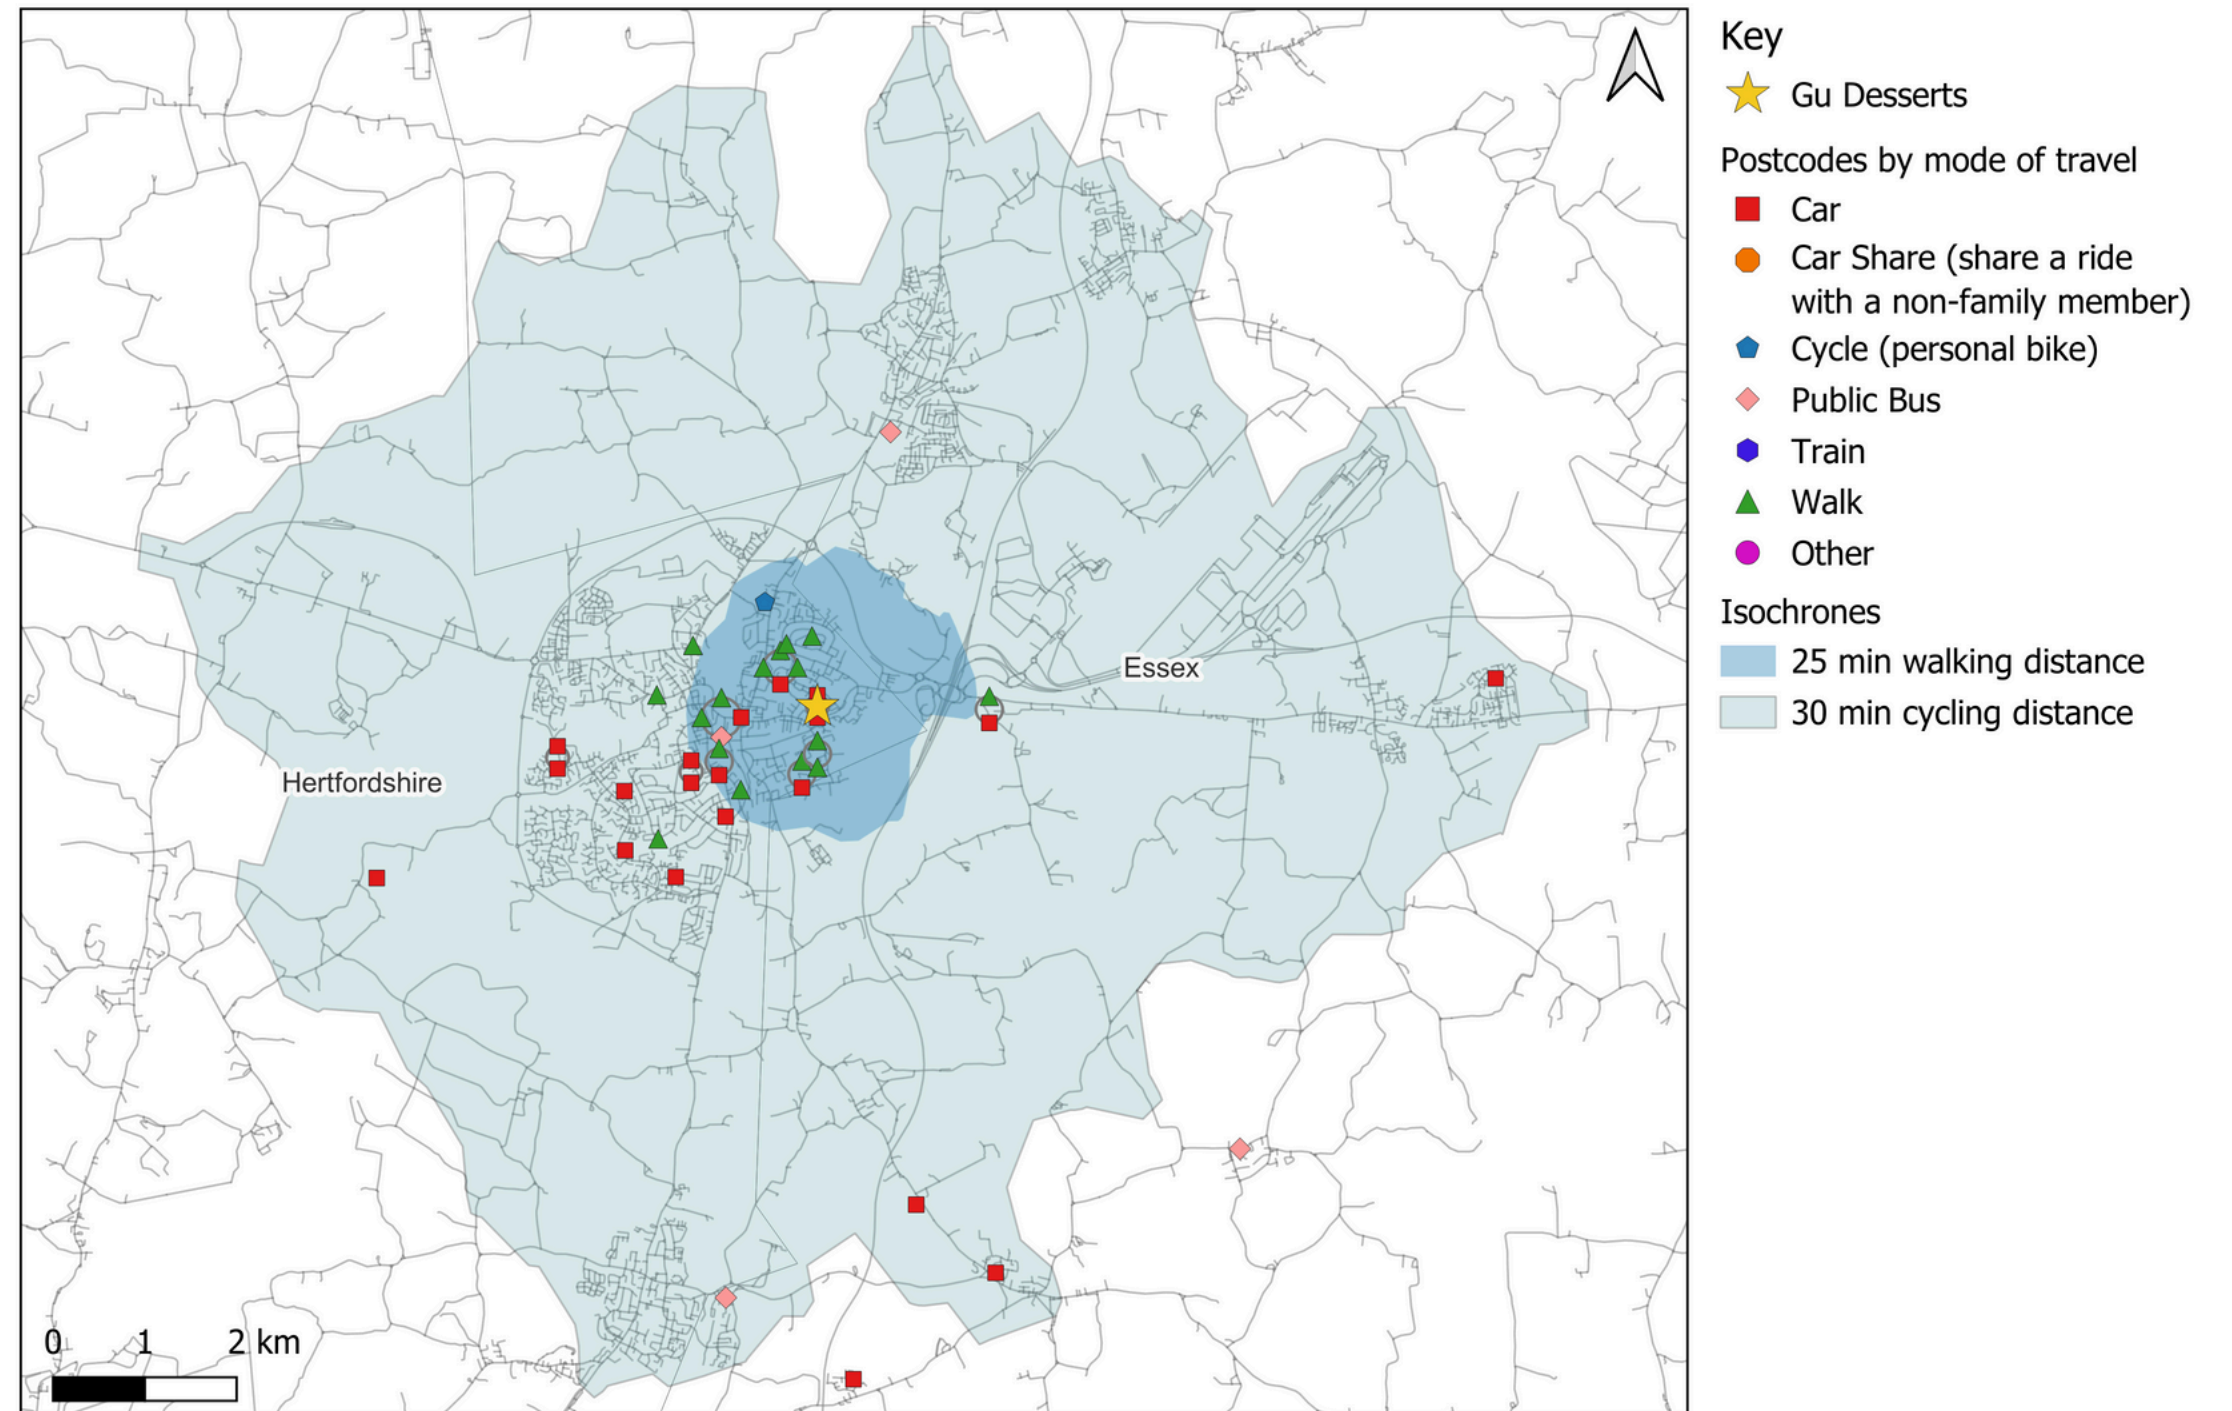 Key
Gu Desserts
Postcodes by mode of travel
Car
Car Share (share a ride
with a non-family member)
Cycle (personal bike)
Public Bus
Train
Walk
Other
Isochrones
25 min walking distance
30 min cycling distance
Essex
Hertfordshire
0 1 2 km